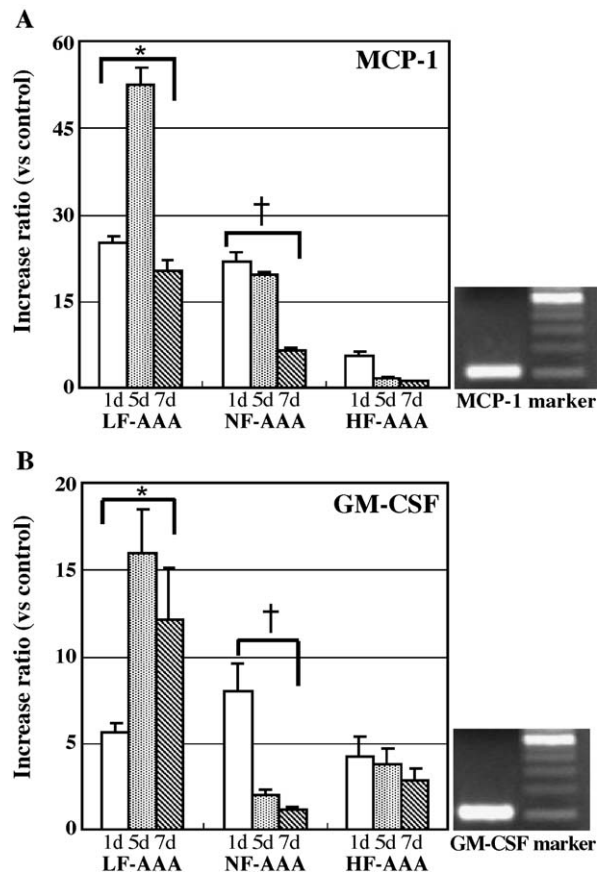 A
60
MCP-1
*
45
Increase ratio (vs control)
30
†
15
0
1d 5d 7d 1d 5d 7d 1d 5d 7d
LF-AAA NF-AAA HF-AAA
MCP-1 marker
B
20
GM-CSF
*
15
Increase ratio (vs control)
†
10
5
0
1d 5d 7d 1d 5d 7d 1d 5d 7d
LF-AAA NF-AAA HF-AAA
GM-CSF marker